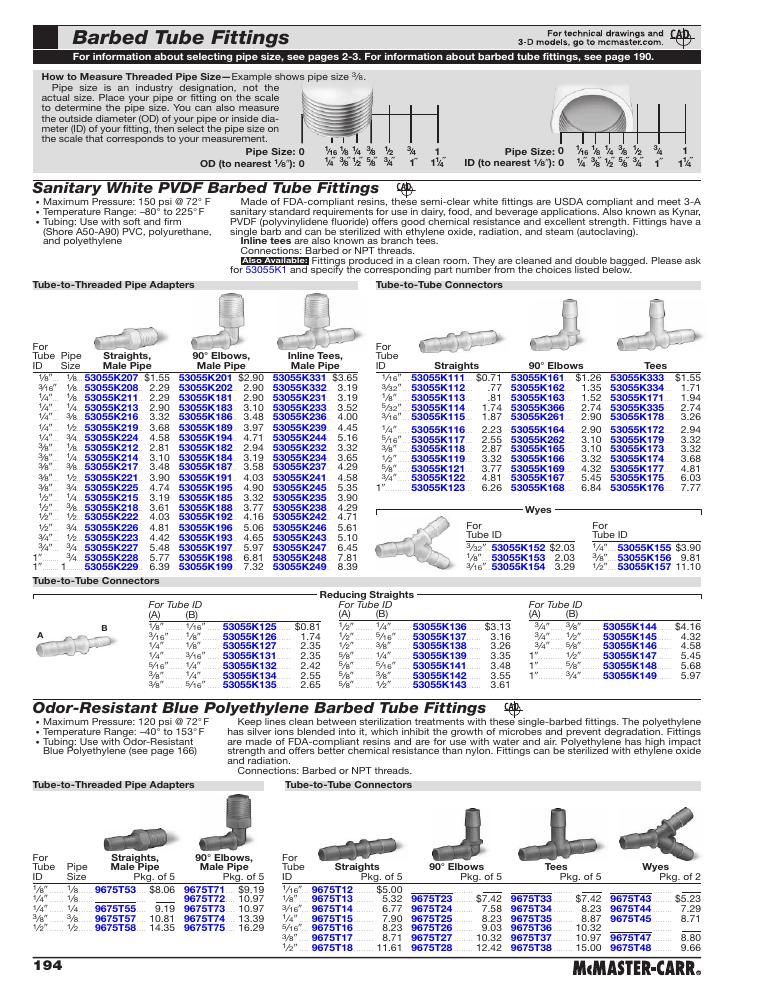 Barbed Tube Fittings
For technical drawings and
3-D models, go to mcmaster.com.
CAD
For information about selecting pipe size, see pages 2-3. For information about barbed tube fittings, see page 190.
How to Measure Threaded Pipe Size—Example shows pipe size 3/8.
Pipe size is an industry designation, not the
actual size. Place your pipe or fitting on the scale
to determine the pipe size. You can also measure
the outside diameter (OD) of your pipe or inside dia-
meter (ID) of your fitting, then select the pipe size on
the scale that corresponds to your measurement.
Pipe Size: 0 1/16 1/8 1/4 3/8 1/2 3/4 1
OD (to nearest 1/8"): 0 1/4" 3/8" 1/2" 5/8" 3/4" 1" 1 1/4"
Pipe Size: 0 1/16 1/8 1/4 3/8 1/2 3/4 1
ID (to nearest 1/8"): 0 1/4" 3/8" 1/2" 5/8" 3/4" 1" 1 1/4"
Sanitary White PVDF Barbed Tube Fittings
CAD
• Maximum Pressure: 150 psi @ 72° F
• Temperature Range: –80° to 225° F
• Tubing: Use with soft and firm
(Shore A50-A90) PVC, polyurethane,
and polyethylene
Made of FDA-compliant resins, these semi-clear white fittings are USDA compliant and meet 3-A
sanitary standard requirements for use in dairy, food, and beverage applications. Also known as Kynar,
PVDF (polyvinylidene fluoride) offers good chemical resistance and excellent strength. Fittings have a
single barb and can be sterilized with ethylene oxide, radiation, and steam (autoclaving).
Inline tees are also known as branch tees.
Connections: Barbed or NPT threads.
Also Available: Fittings produced in a clean room. They are cleaned and double bagged. Please ask
for 53055K1 and specify the corresponding part number from the choices listed below.
Tube-to-Threaded Pipe Adapters
For
Tube Pipe Straights, 90° Elbows, Inline Tees,
ID Size Male Pipe Male Pipe Male Pipe
1/8" 1/8 53055K207 $1.55 53055K201 $2.90 53055K331 $3.65
3/16" 1/8 53055K208 2.29 53055K202 2.90 53055K332 3.19
1/4" 1/8 53055K211 2.29 53055K181 2.90 53055K231 3.19
1/4" 1/4 53055K213 2.90 53055K183 3.10 53055K233 3.52
1/4" 3/8 53055K216 3.32 53055K186 3.48 53055K236 4.00
1/4" 1/2 53055K219 3.68 53055K189 3.97 53055K239 4.45
1/4" 3/4 53055K224 4.58 53055K194 4.71 53055K244 5.16
3/8" 1/8 53055K212 2.81 53055K182 2.94 53055K232 3.32
3/8" 1/4 53055K214 3.10 53055K184 3.19 53055K234 3.65
3/8" 3/8 53055K217 3.48 53055K187 3.58 53055K237 4.29
3/8" 1/2 53055K221 3.90 53055K191 4.03 53055K241 4.58
3/8" 3/4 53055K225 4.74 53055K195 4.90 53055K245 5.35
1/2" 1/4 53055K215 3.19 53055K185 3.32 53055K235 3.90
1/2" 3/8 53055K218 3.61 53055K188 3.77 53055K238 4.29
1/2" 1/2 53055K222 4.03 53055K192 4.16 53055K242 4.71
1/2" 3/4 53055K226 4.81 53055K196 5.06 53055K246 5.61
3/4" 1/2 53055K223 4.42 53055K193 4.65 53055K243 5.10
3/4" 3/4 53055K227 5.48 53055K197 5.97 53055K247 6.45
1" 3/4 53055K228 5.77 53055K198 6.81 53055K248 7.81
1" 1 53055K229 6.39 53055K199 7.32 53055K249 8.39
Tube-to-Tube Connectors
For
Tube
ID Straights 90° Elbows Tees
1/16" 53055K111 $0.71 53055K161 $1.26 53055K333 $1.55
3/32" 53055K112 .77 53055K162 1.35 53055K334 1.71
1/8" 53055K113 .81 53055K163 1.52 53055K171 1.94
5/32" 53055K114 1.74 53055K366 2.74 53055K335 2.74
3/16" 53055K115 1.87 53055K261 2.90 53055K178 3.26
1/4" 53055K116 2.23 53055K164 2.90 53055K172 2.94
5/16" 53055K117 2.55 53055K262 3.10 53055K179 3.32
3/8" 53055K118 2.87 53055K165 3.10 53055K173 3.32
1/2" 53055K119 3.32 53055K166 3.32 53055K174 3.68
5/8" 53055K121 3.77 53055K169 4.32 53055K177 4.81
3/4" 53055K122 4.81 53055K167 5.45 53055K175 6.03
1" 53055K123 6.26 53055K168 6.84 53055K176 7.77
Wyes
For
Tube ID
3/32" 53055K152 $2.03
1/8" 53055K153 2.03
3/16" 53055K154 3.29
For
Tube ID
1/4" 53055K155 $3.90
3/8" 53055K156 9.81
1/2" 53055K157 11.10
Tube-to-Tube Connectors
Reducing Straights
A
B
For Tube ID
(A) (B)
1/8" 1/16" 53055K125 $0.81
3/16" 1/8" 53055K126 1.74
1/4" 1/8" 53055K127 2.35
1/4" 3/16" 53055K131 2.35
5/16" 1/4" 53055K132 2.42
3/8" 1/4" 53055K134 2.55
3/8" 5/16" 53055K135 2.65
For Tube ID
(A) (B)
1/2" 1/4" 53055K136 $3.13
1/2" 5/16" 53055K137 3.16
1/2" 3/8" 53055K138 3.26
5/8" 1/4" 53055K139 3.35
5/8" 5/16" 53055K141 3.48
5/8" 3/8" 53055K142 3.55
5/8" 1/2" 53055K143 3.61
For Tube ID
(A) (B)
3/4" 3/8" 53055K144 $4.16
3/4" 1/2" 53055K145 4.32
3/4" 5/8" 53055K146 4.58
1" 1/2" 53055K147 5.45
1" 5/8" 53055K148 5.68
1" 3/4" 53055K149 5.97
Odor-Resistant Blue Polyethylene Barbed Tube Fittings
CAD
• Maximum Pressure: 120 psi @ 72° F
• Temperature Range: –40° to 153° F
• Tubing: Use with Odor-Resistant
Blue Polyethylene (see page 166)
Keep lines clean between sterilization treatments with these single-barbed fittings. The polyethylene
has silver ions blended into it, which inhibit the growth of microbes and prevent degradation. Fittings
are made of FDA-compliant resins and are for use with water and air. Polyethylene has high impact
strength and offers better chemical resistance than nylon. Fittings can be sterilized with ethylene oxide
and radiation.
Connections: Barbed or NPT threads.
Tube-to-Threaded Pipe Adapters
For Straights, 90° Elbows,
Tube Pipe Male Pipe Male Pipe
ID Size Pkg. of 5 Pkg. of 5
1/8" 1/8 9675T53 $8.06 9675T71 $9.19
1/4" 1/8 9675T72 10.97
1/4" 1/4 9675T55 9.19 9675T73 10.97
3/8" 3/8 9675T57 10.81 9675T74 13.39
1/2" 1/2 9675T58 14.35 9675T75 16.29
Tube-to-Tube Connectors
For
Tube Straights 90° Elbows Tees Wyes
ID Pkg. of 5 Pkg. of 5 Pkg. of 5 Pkg. of 2
1/16" 9675T12 $5.00
1/8" 9675T13 5.32 9675T23 $7.42 9675T33 $7.42 9675T43 $5.23
3/16" 9675T14 6.77 9675T24 7.58 9675T34 8.23 9675T44 7.29
1/4" 9675T15 7.90 9675T25 8.23 9675T35 8.87 9675T45 8.71
5/16" 9675T16 8.23 9675T26 9.03 9675T36 10.32
3/8" 9675T17 8.71 9675T27 10.32 9675T37 10.97 9675T47 8.80
1/2" 9675T18 11.61 9675T28 12.42 9675T38 15.00 9675T48 9.66
194
McMASTER-CARR®